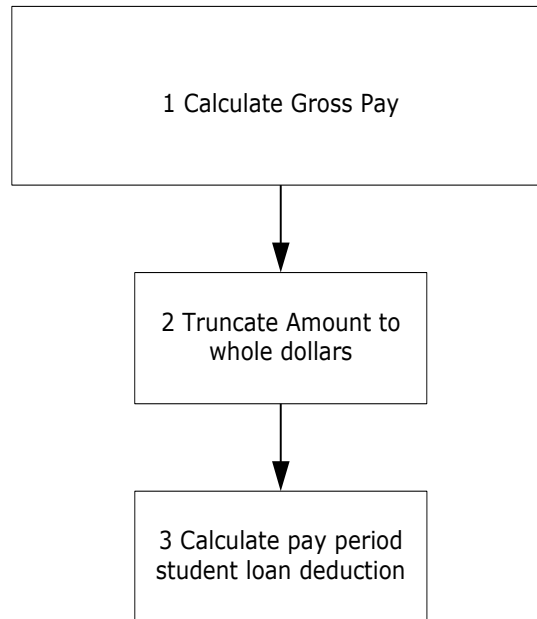 1 Calculate Gross Pay
2 Truncate Amount to
whole dollars
3 Calculate pay period
student loan deduction